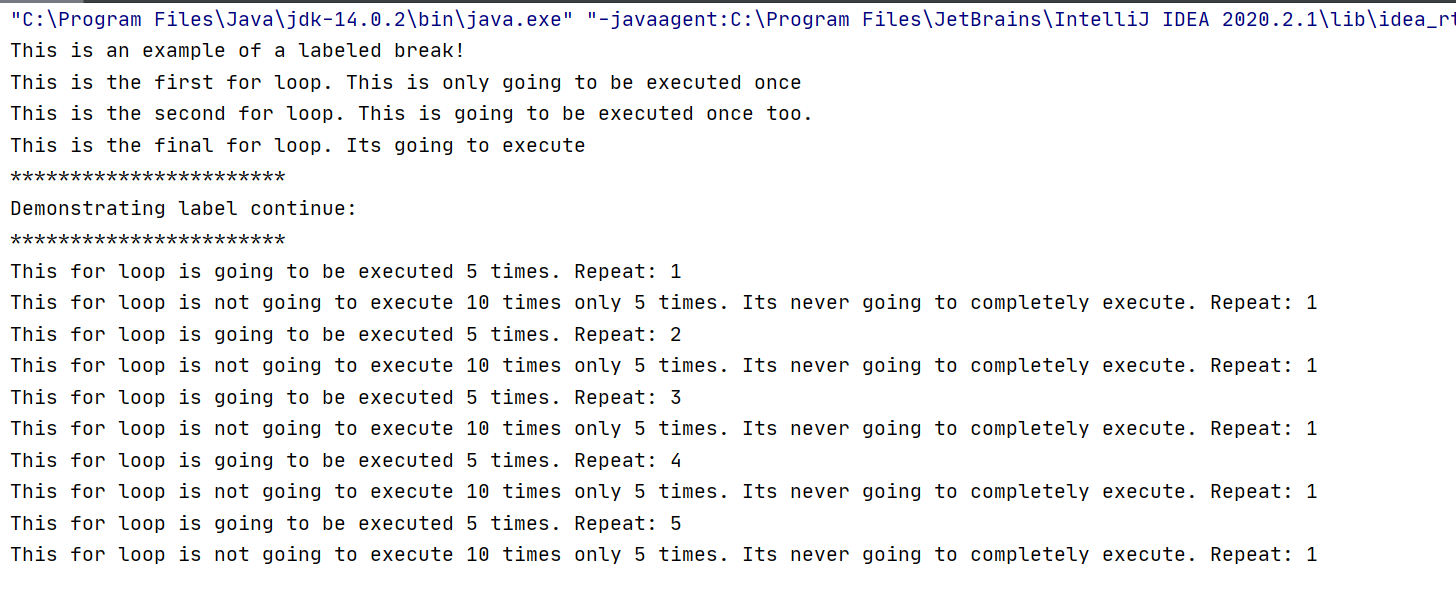 "C:\Program Files\Java\jdk-14.0.2\bin\java.exe" "-javaagent:C:\Program Files\JetBrains\IntelliJ IDEA 2020.2.1\lib\idea_rt
This is an example of a labeled break!
This is the first for loop. This is only going to be executed once
This is the second for loop. This is going to be executed once too.
This is the final for loop. Its going to execute
***********************
Demonstrating label continue:
***********************
This for loop is going to be executed 5 times. Repeat: 1
This for loop is not going to execute 10 times only 5 times. Its never going to completely execute. Repeat: 1
This for loop is going to be executed 5 times. Repeat: 2
This for loop is not going to execute 10 times only 5 times. Its never going to completely execute. Repeat: 1
This for loop is going to be executed 5 times. Repeat: 3
This for loop is not going to execute 10 times only 5 times. Its never going to completely execute. Repeat: 1
This for loop is going to be executed 5 times. Repeat: 4
This for loop is not going to execute 10 times only 5 times. Its never going to completely execute. Repeat: 1
This for loop is going to be executed 5 times. Repeat: 5
This for loop is not going to execute 10 times only 5 times. Its never going to completely execute. Repeat: 1